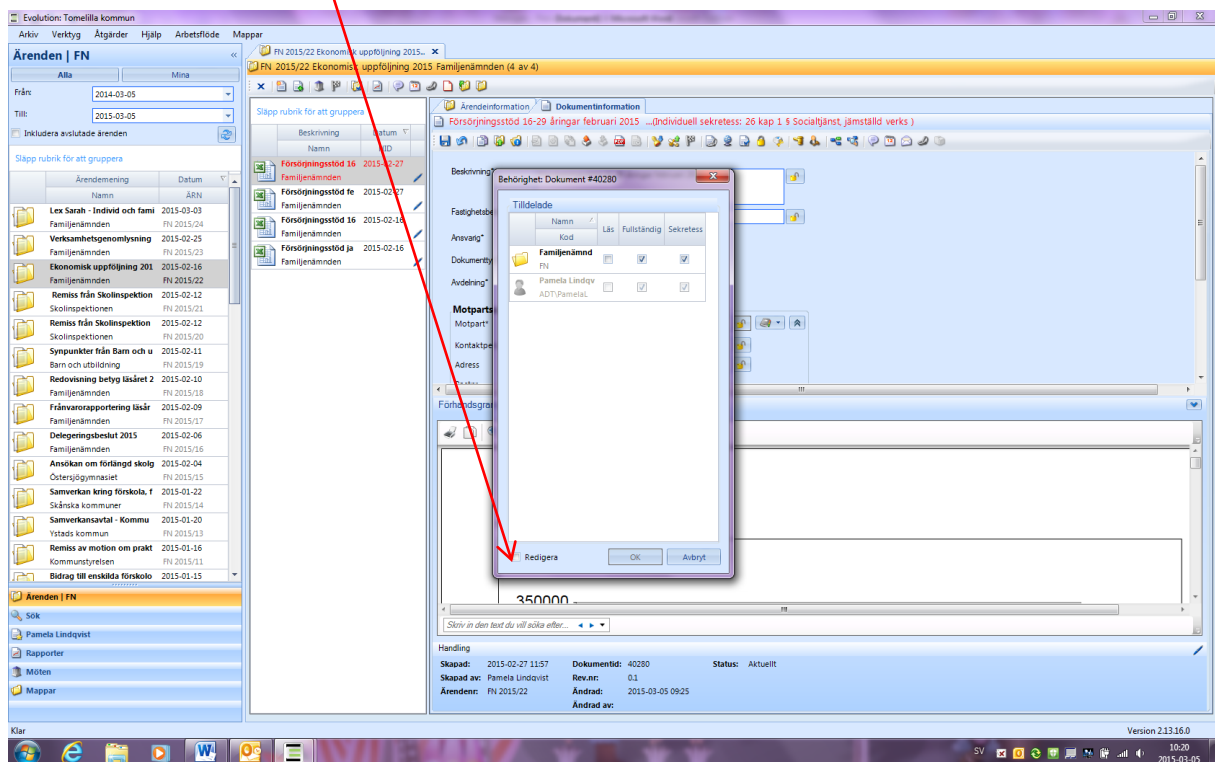 Evolution: Tomelilla kommun
Arkiv Verktyg Åtgärder Hjälp Arbetsflöde Mappar
Ärenden | FN «
Alla Mina
Från: 2014-03-05
Till: 2015-03-05
Inkludera avslutade ärenden
Släpp rubrik för att gruppera
Ärendemening Datum
Namn ÄRN
Lex Sarah - Individ och fami 2015-03-03
Familjenämnden FN 2015/24
Verksamhetsgenomlysning 2015-02-25
Familjenämnden FN 2015/23
Ekonomisk uppföljning 201 2015-02-16
Familjenämnden FN 2015/22
Remiss från Skolinspektion 2015-02-12
Skolinspektionen FN 2015/21
Remiss från Skolinspektion 2015-02-12
Skolinspektionen FN 2015/20
Synpunkter från Barn och u 2015-02-11
Barn och utbildning FN 2015/19
Redovisning betyg läsåret 2 2015-02-10
Familjenämnden FN 2015/18
Frånvarorapportering läsår 2015-02-09
Familjenämnden FN 2015/17
Delegeringsbeslut 2015 2015-02-06
Familjenämnden FN 2015/16
Ansökan om förlängd skolg 2015-02-04
Östersjögymnasiet FN 2015/15
Samverkan kring förskola, f 2015-01-22
Skånska kommuner FN 2015/14
Samverkansavtal - Kommu 2015-01-20
Ystads kommun FN 2015/13
Remiss av motion om prakt 2015-01-16
Kommunstyrelsen FN 2015/11
Bidrag till enskilda förskolo 2015-01-15
Ärenden | FN
Sök
Pamela Lindqvist
Rapporter
Möten
Mappar
Klar
FN 2015/22 Ekonomisk uppföljning 2015...
FN 2015/22 Ekonomisk uppföljning 2015 Familjenämnden (4 av 4)
Släpp rubrik för att gruppera
Beskrivning Datum
Namn
Försörjningsstöd 16 2015-02-27
Familjenämnden
Försörjningsstöd fe 2015-02-27
Familjenämnden
Försörjningsstöd 16 2015-02-16
Familjenämnden
Försörjningsstöd ja 2015-02-16
Familjenämnden
Ärendeinformation Dokumentinformation
Försörjningsstöd 16-29 åringar februari 2015 ...(Individuell sekretess: 26 kap 1 § Socialtjänst, jämställd verks )
Beskrivning*
Fastighetsbe
Ansvarig*
Dokumentty
Avdelning*
Motparts
Motpart*
Kontaktpe
Adress
Förhandsgra
Behörighet: Dokument #40280
Tilldelade
Namn Läs Fullständig Sekretess
Kod
Familjenämnd
FN
Pamela Lindqv
ADT\PamelaL
Redigera OK Avbryt
350000
Skriv in den text du vill söka efter...
Handling
Skapad: 2015-02-27 11:57 Dokumentid: 40280 Status: Aktuellt
Skapad av: Pamela Lindqvist Rev.nr: 0.1
Ärendenr: FN 2015/22 Ändrad: 2015-03-05 09:25
Ändrad av:
Version 2.13.16.0
SV 10:20
2015-03-05